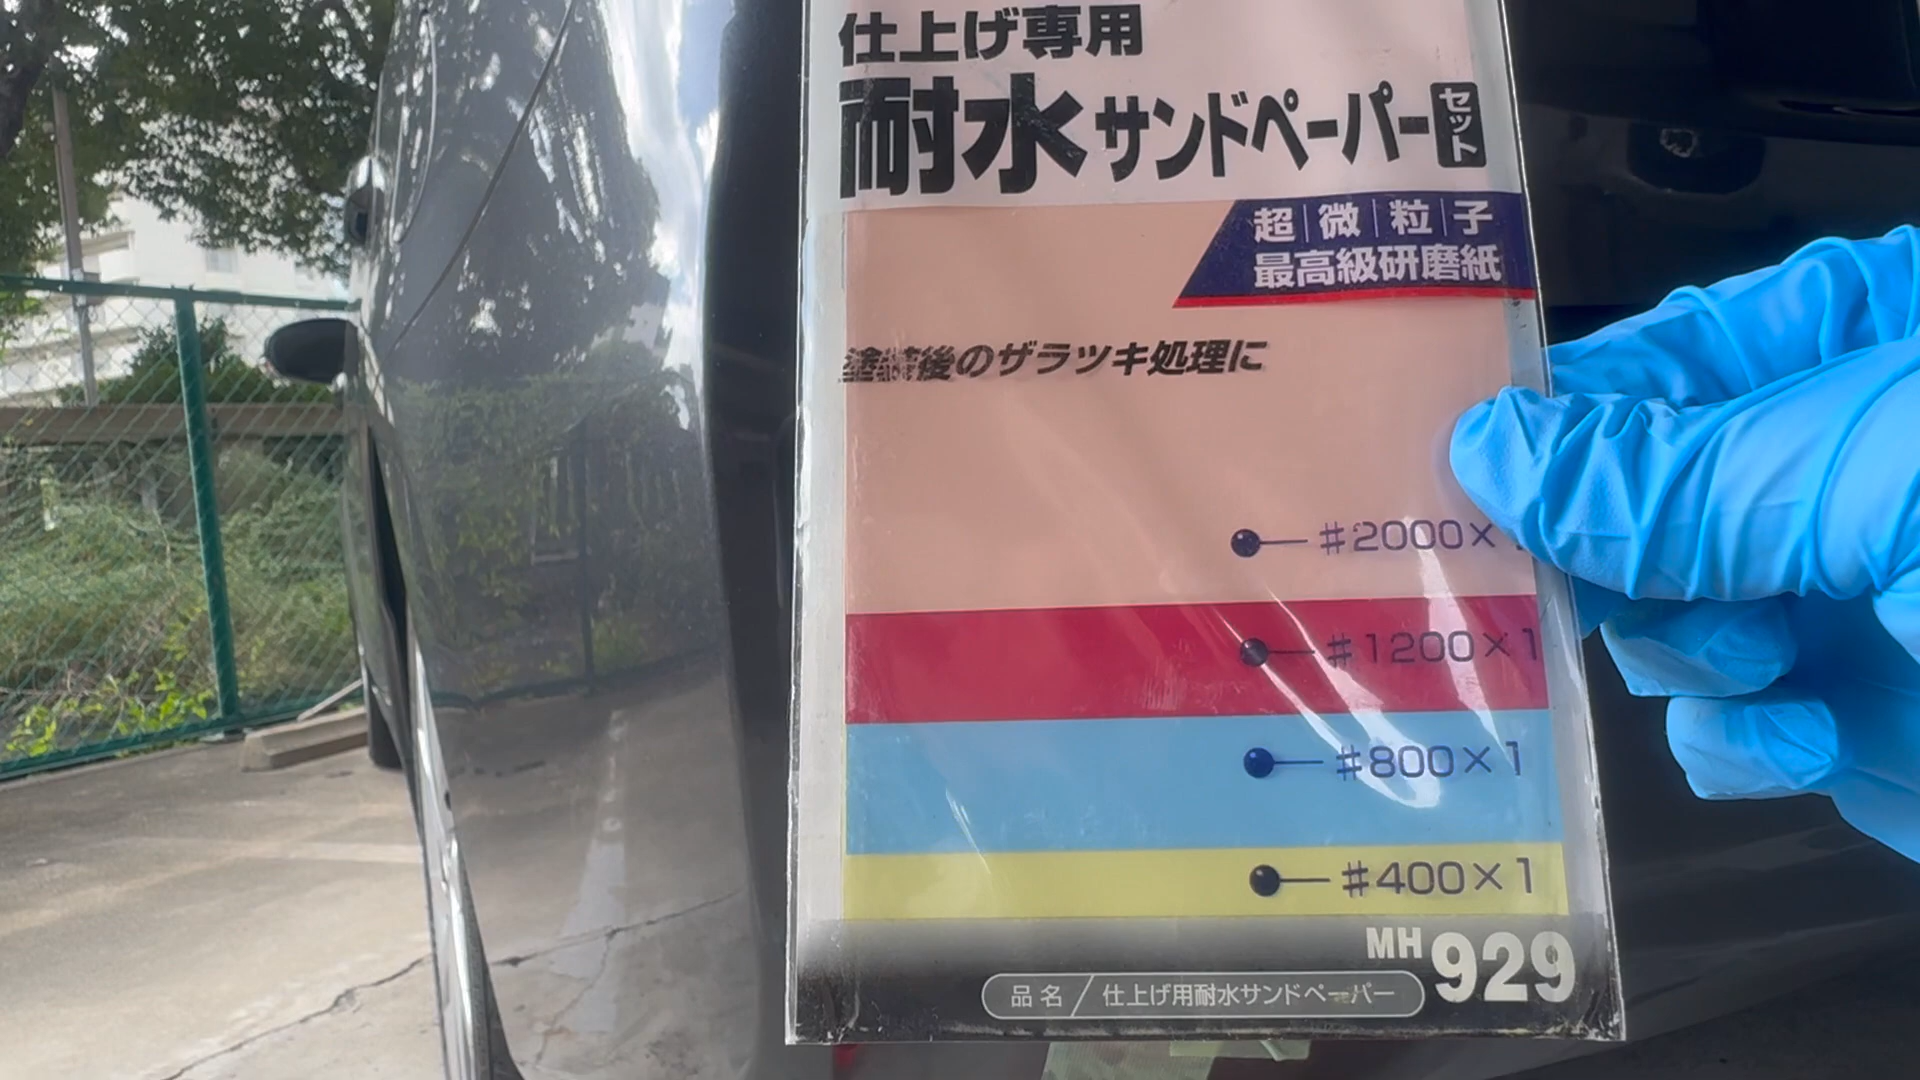 仕上げ専用
耐水サンドペーパーセット
超微粒子
最高級研磨紙
塗装後のザラツキ処理に
#2000×
#1200×1
#800×1
#400×1
MH929
品名/仕上げ用耐水サンドペーパー